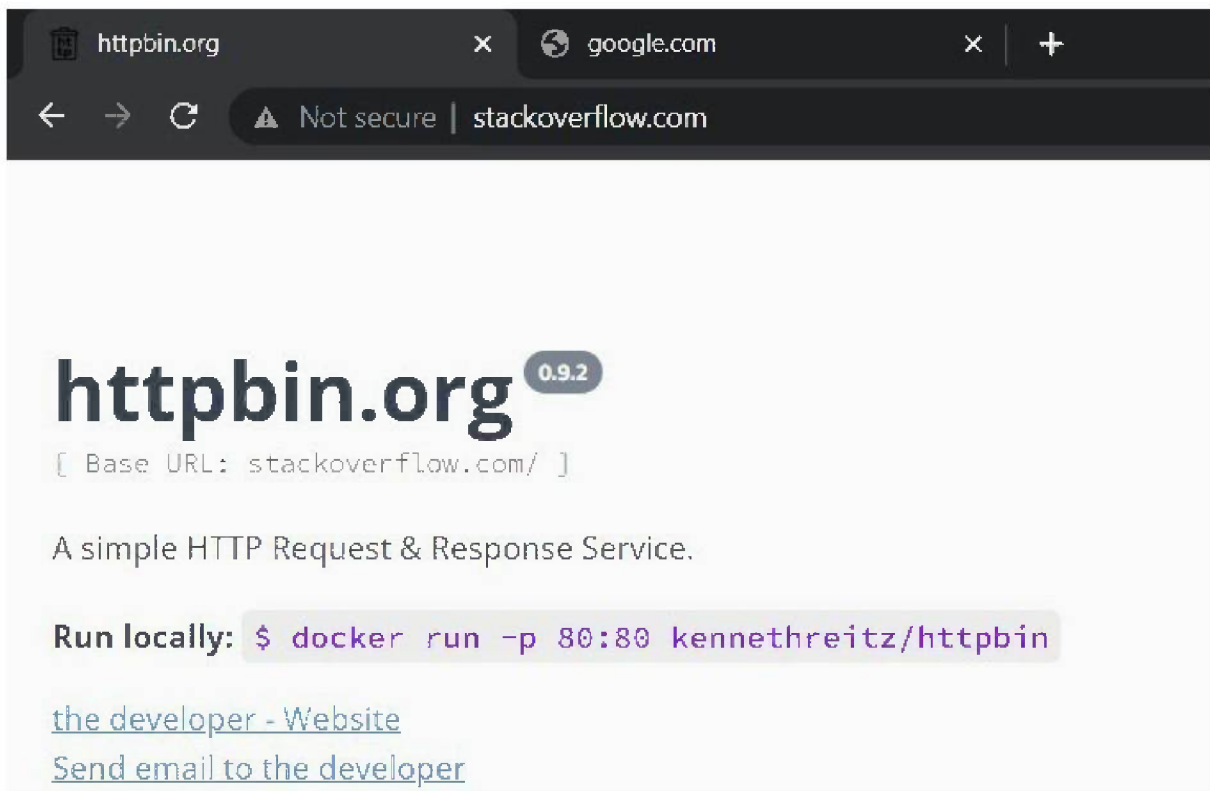 httpbin.org
google.com
Not secure | stackoverflow.com
httpbin.org 0.9.2
[ Base URL: stackoverflow.com/ ]
A simple HTTP Request & Response Service.
Run locally: $ docker run -p 80:80 kennethreitz/httpbin
the developer - Website
Send email to the developer